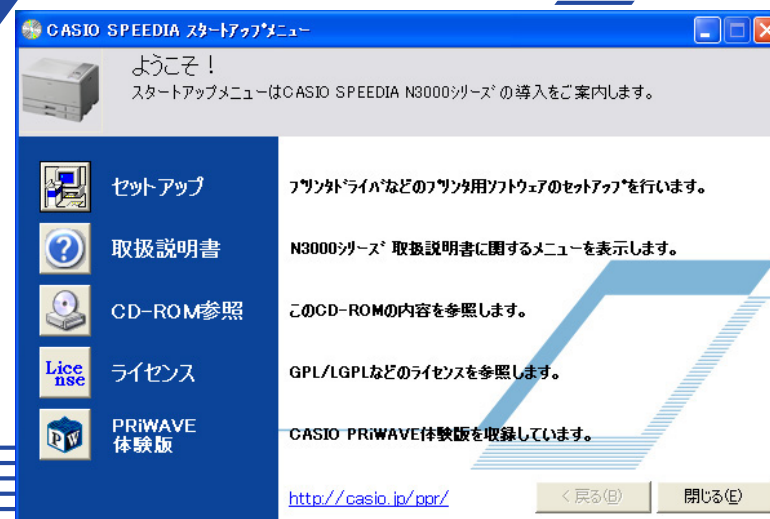 CASIO SPEEDIA ｽﾀｰﾄｱｯﾌﾟﾒﾆｭｰ
ようこそ！
スタートアップメニューはCASIO SPEEDIA N3000ｼﾘｰｽﾞの導入をご案内します。
セットアップ
ﾌﾟﾘﾝﾀﾄﾞﾗｲﾊﾞなどのﾌﾟﾘﾝﾀ用ｿﾌﾄｳｪｱのｾｯﾄｱｯﾌﾟを行います。
取扱説明書
N3000ｼﾘｰｽﾞ 取扱説明書に関するﾒﾆｭｰを表示します。
CD-ROM参照
このCD-ROMの内容を参照します。
Lice
nse
ライセンス
GPL/LGPLなどのﾗｲｾﾝｽを参照します。
PW
PRiWAVE
体験版
CASIO PRiWAVE体験版を収録しています。
http://casio.jp/ppr/
< 戻る(B)
閉じる(E)